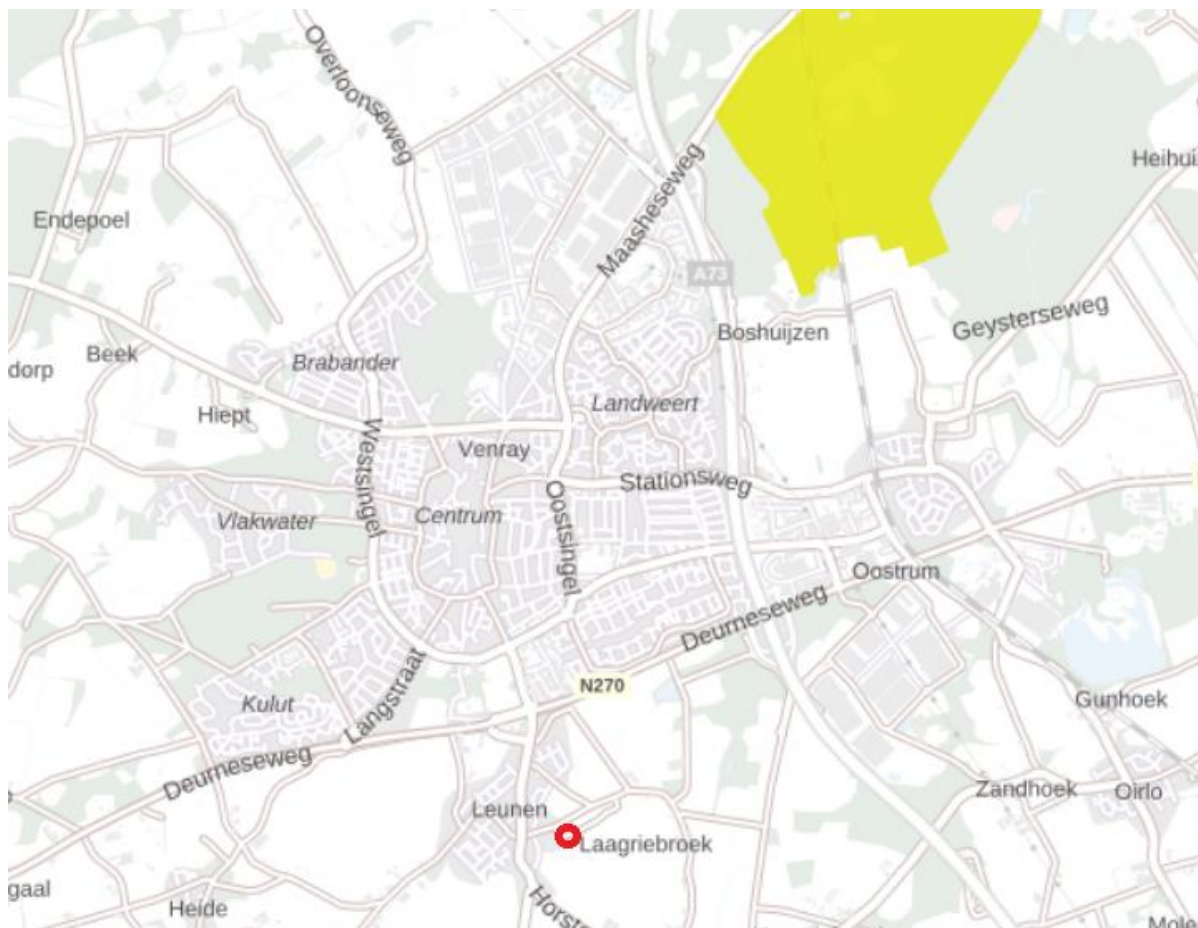 Overloonseweg
Maasheseweg
Heihui
Endepoel
A73
Geysterseweg
Boshuijzen
Beek
Brabander
dorp
Landweert
Hiept
Westsingel
Venray
Stationsweg
Oostsingel
Centrum
Vlakwater
Oostrum
Deurneseweg
Langstraat
N270
Kulut
Gunhoek
Deurneseweg
Zandhoek
Oirlo
Leunen
Laagriebroek
gaal
Heide
Horst
Mole